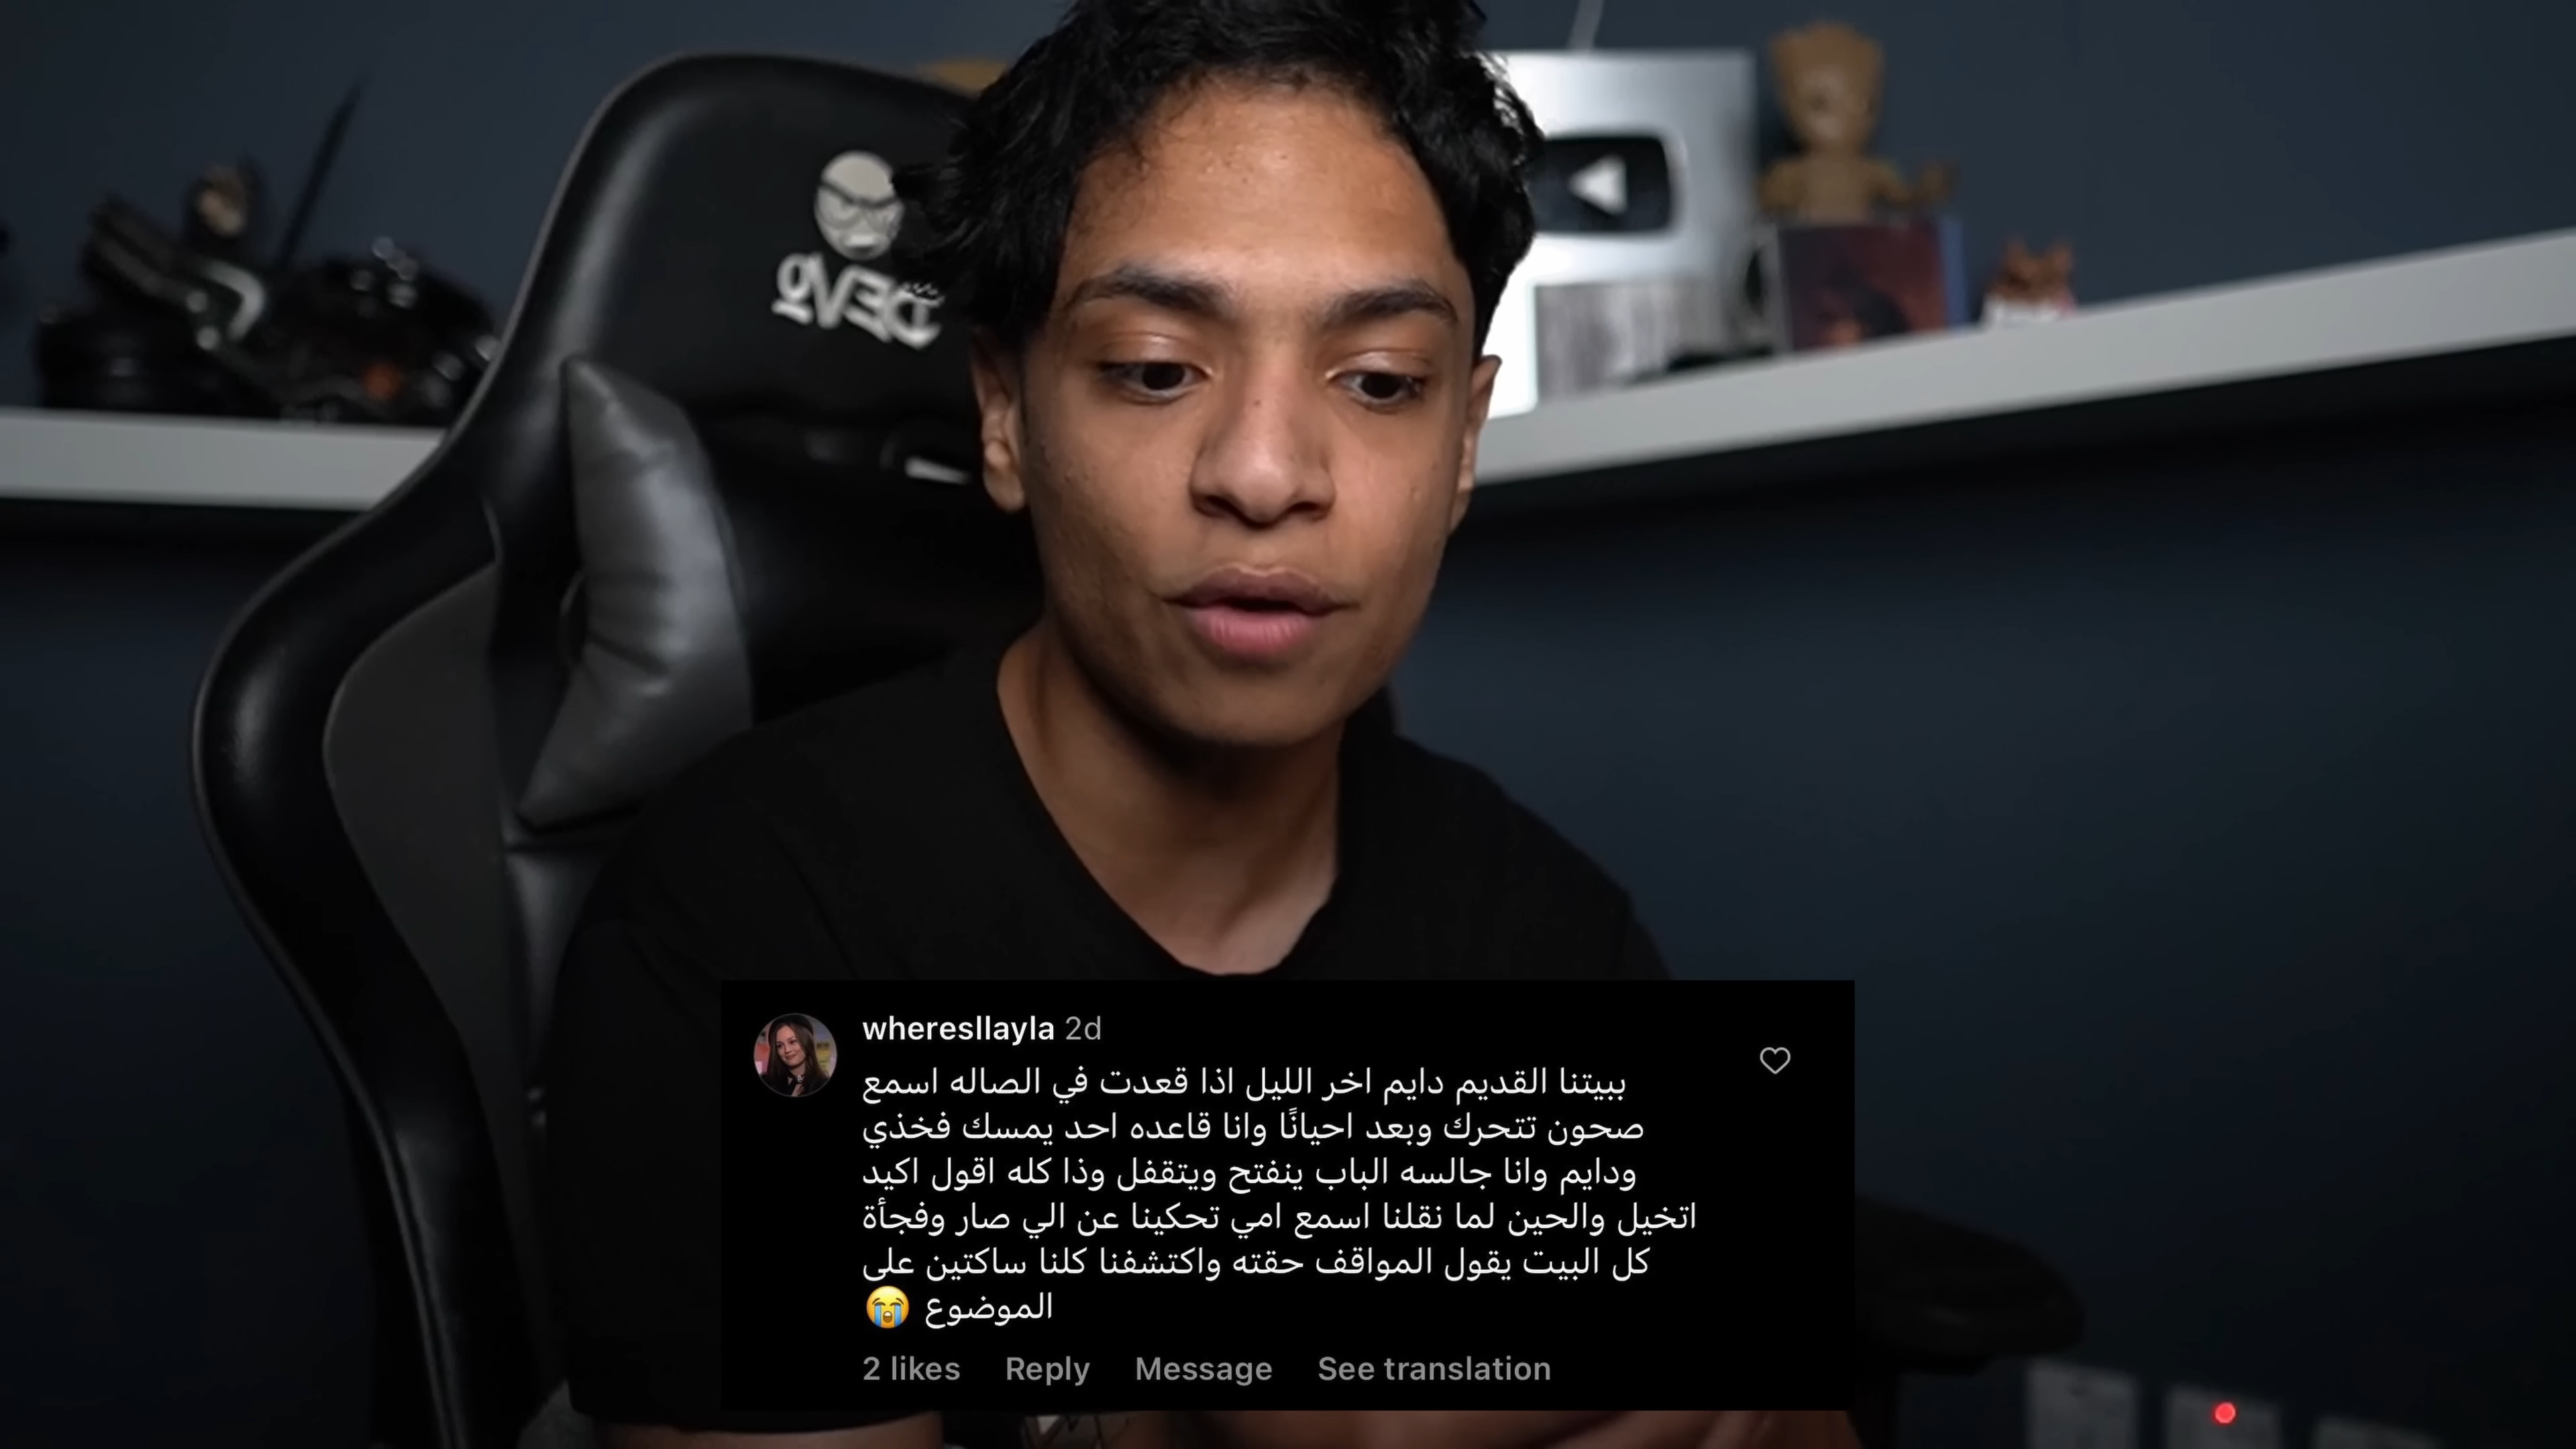 wheresllayla 2d
ببيتنا القديم دايم اخر الليل اذا قعدت في الصاله اسمع
صحون تتحرك وبعد احيانًا وانا قاعده احد يمسك فخذي
ودايم وانا جالسه الباب ينفتح ويتقفل وذا كله اقول اكيد
اتخيل والحين لما نقلنا اسمع امي تحكينا عن الي صار وفجأة
كل البيت يقول المواقف حقته واكتشفنا كلنا ساكتين على
الموضوع 😭
2 likes Reply Message See translation